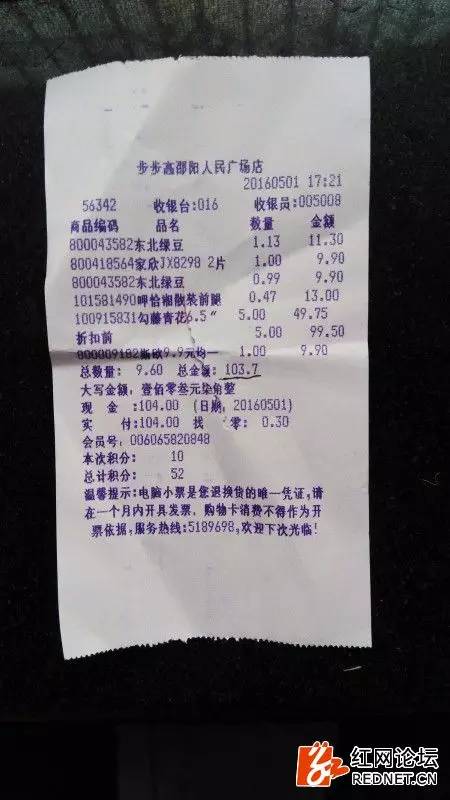 步步高邵阳人民广场店
20160501 17:21
56342 收银台:016 收银员:005008
商品编码 品名 数量 金额
800043582东北绿豆 1.13 11.30
800418564家欣JX8298 2片 1.00 9.90
800043582东北绿豆 0.99 9.90
101581490呷恰湘散装前腿 0.47 13.00
100915831勾藤青花6.5" 5.00 49.75
折扣前 5.00 99.50
800009182斯欧9.9元均一 1.00 9.90
总数量: 9.60 总金额: 103.7
大写金额: 壹佰零叁元柒角整
现 金 :104.00 (日期:20160501)
实 付:104.00 找 零: 0.30
会员号: 006065820848
本次积分: 10
总计积分: 52
温馨提示:电脑小票是您退换货的唯一凭证,请
在一个月内开具发票. 购物卡消费不得作为开
票依据,服务热线:5189698,欢迎下次光临!
红网论坛
REDNET.CN